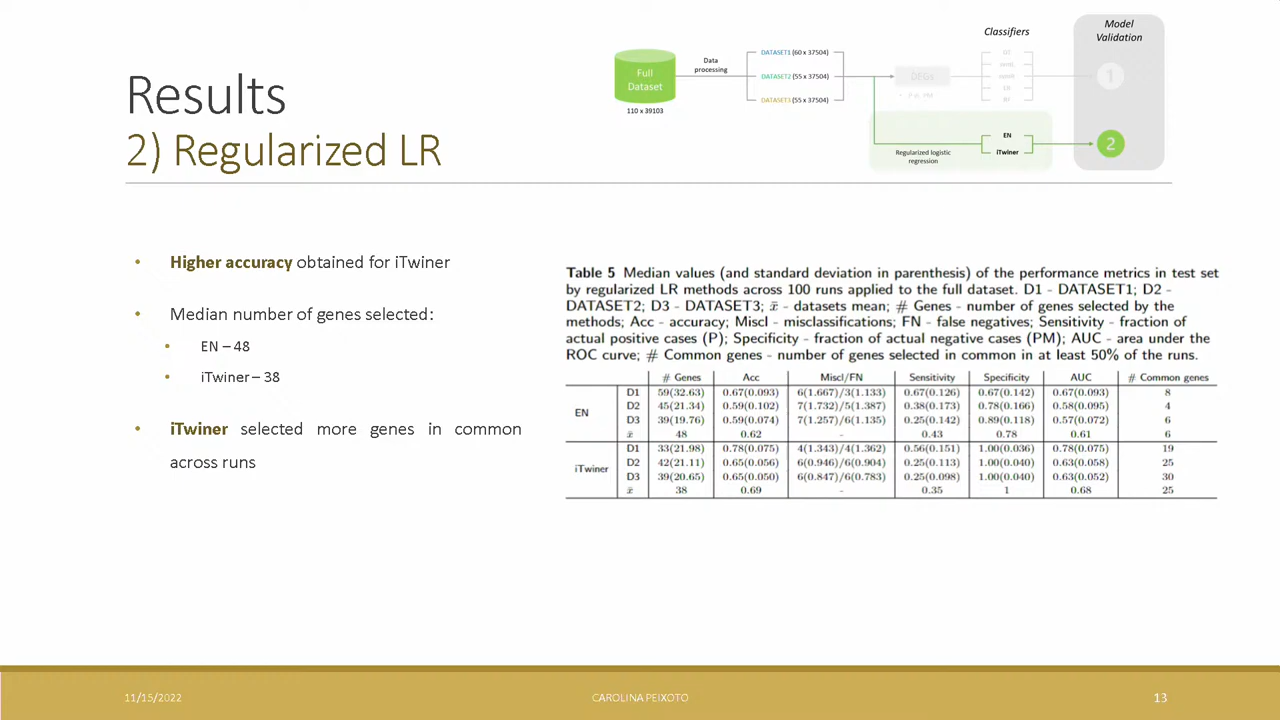 Results
2) Regularized LR
Full
Dataset
110 x 39103
Data
processing
DATASET1 (60 x 37504)
DATASET2 (55 x 37504)
DATASET3 (55 x 37504)
DEGs
Classifiers
EN
iTwiner
Regularized logistic
regression
Model
Validation
1
2
• Higher accuracy obtained for iTwiner
• Median number of genes selected:
• EN – 48
• iTwiner – 38
• iTwiner selected more genes in common
across runs
Table 5 Median values (and standard deviation in parenthesis) of the performance metrics in test set
by regularized LR methods across 100 runs applied to the full dataset. D1 - DATASET1; D2 -
DATASET2; D3 - DATASET3; x̄ - datasets mean; # Genes - number of genes selected by the
methods; Acc - accuracy; Miscl - misclassifications; FN - false negatives; Sensitivity - fraction of
actual positive cases (P); Specificity - fraction of actual negative cases (PM); AUC - area under the
ROC curve; # Common genes - number of genes selected in common in at least 50% of the runs.
# Genes Acc Miscl/FN Sensitivity Specificity AUC # Common genes
EN
D1 59(32.63) 0.67(0.093) 6(1.667)/3(1.133) 0.67(0.126) 0.67(0.142) 0.67(0.093) 8
D2 45(21.34) 0.59(0.102) 7(1.732)/5(1.387) 0.38(0.173) 0.78(0.166) 0.58(0.095) 4
D3 39(19.76) 0.59(0.074) 7(1.257)/6(1.135) 0.25(0.142) 0.89(0.118) 0.57(0.072) 6
x̄ 48 0.62 - 0.43 0.78 0.61 6
iTwiner
D1 33(21.98) 0.78(0.075) 4(1.343)/4(1.362) 0.56(0.151) 1.00(0.036) 0.78(0.075) 19
D2 42(21.11) 0.65(0.056) 6(0.946)/6(0.904) 0.25(0.113) 1.00(0.040) 0.63(0.058) 25
D3 39(20.65) 0.65(0.050) 6(0.847)/6(0.783) 0.25(0.098) 1.00(0.040) 0.63(0.052) 30
x̄ 38 0.69 - 0.35 1 0.68 25
11/15/2022
CAROLINA PEIXOTO
13